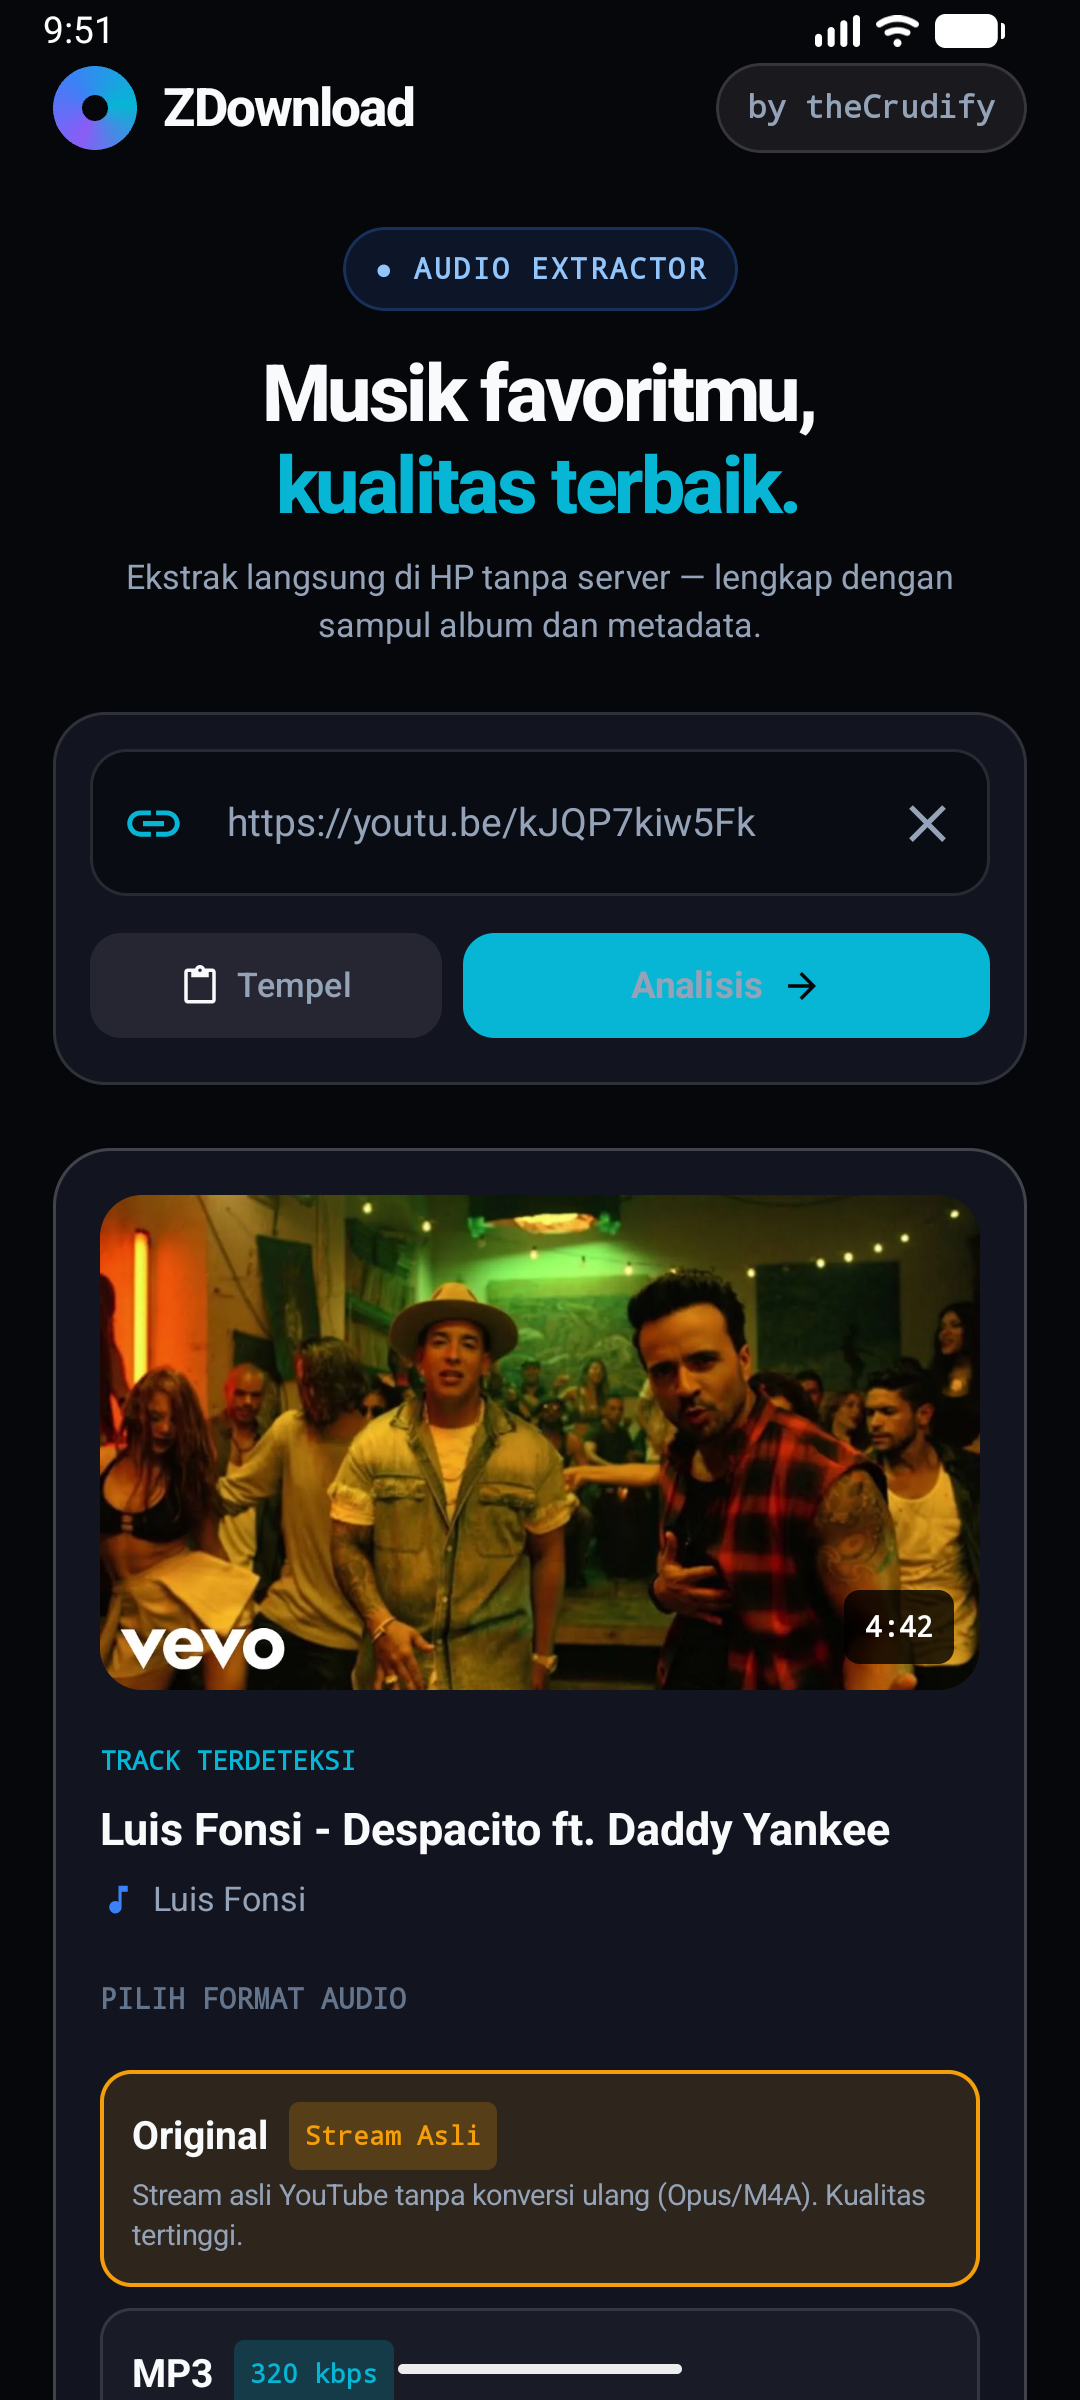 9:51
ZDownload
by theCrudify
• AUDIO EXTRACTOR
Musik favoritmu,
kualitas terbaik.
Ekstrak langsung di HP tanpa server — lengkap dengan
sampul album dan metadata.
https://youtu.be/kJQP7kiw5Fk
Tempel
Analisis →
vevo
4:42
TRACK TERDETEKSI
Luis Fonsi - Despacito ft. Daddy Yankee
Luis Fonsi
PILIH FORMAT AUDIO
Original Stream Asli
Stream asli YouTube tanpa konversi ulang (Opus/M4A). Kualitas
tertinggi.
MP3 320 kbps